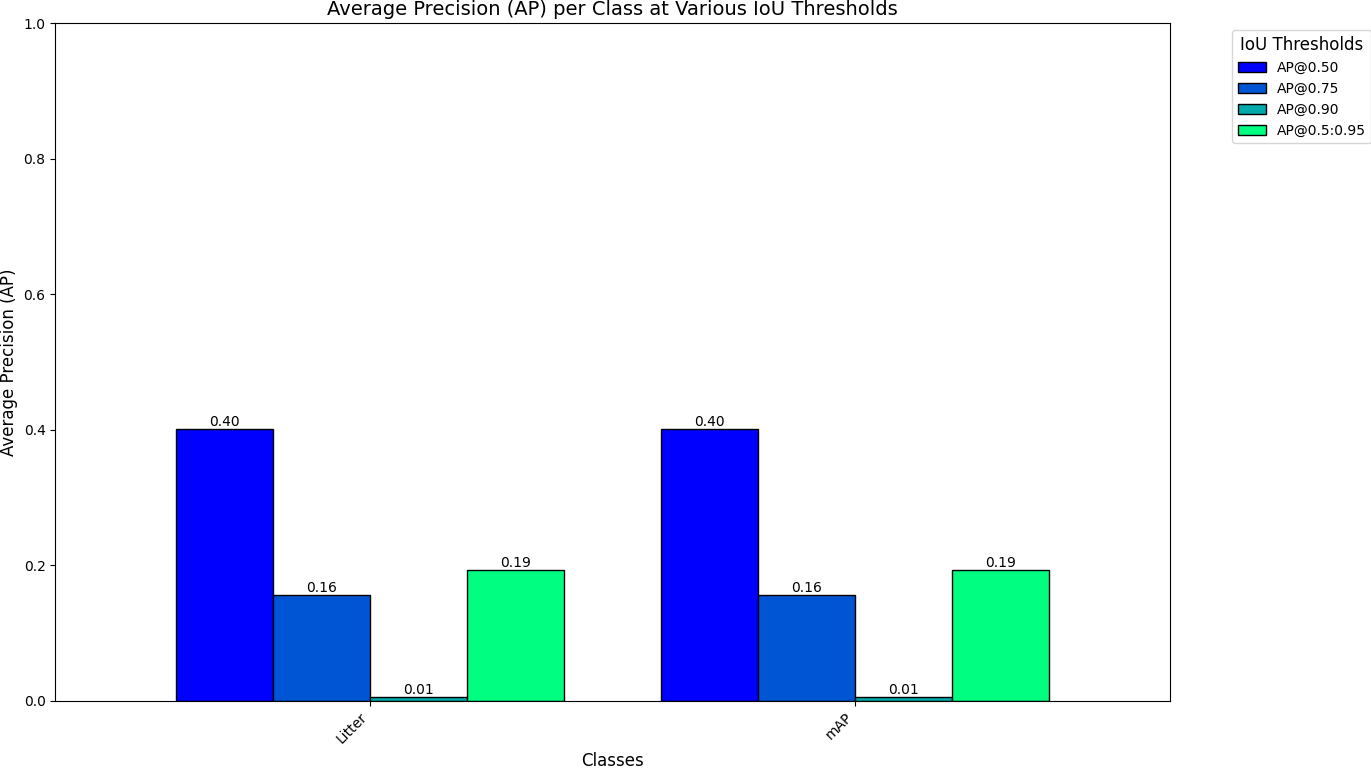 Average Precision (AP) per Class at Various IoU Thresholds
IoU Thresholds
AP@0.50
AP@0.75
AP@0.90
AP@0.5:0.95
Average Precision (AP)
1.0
0.8
0.6
0.4
0.2
0.0
0.40
0.16
0.01
0.19
0.40
0.16
0.01
0.19
Litter
mAP
Classes